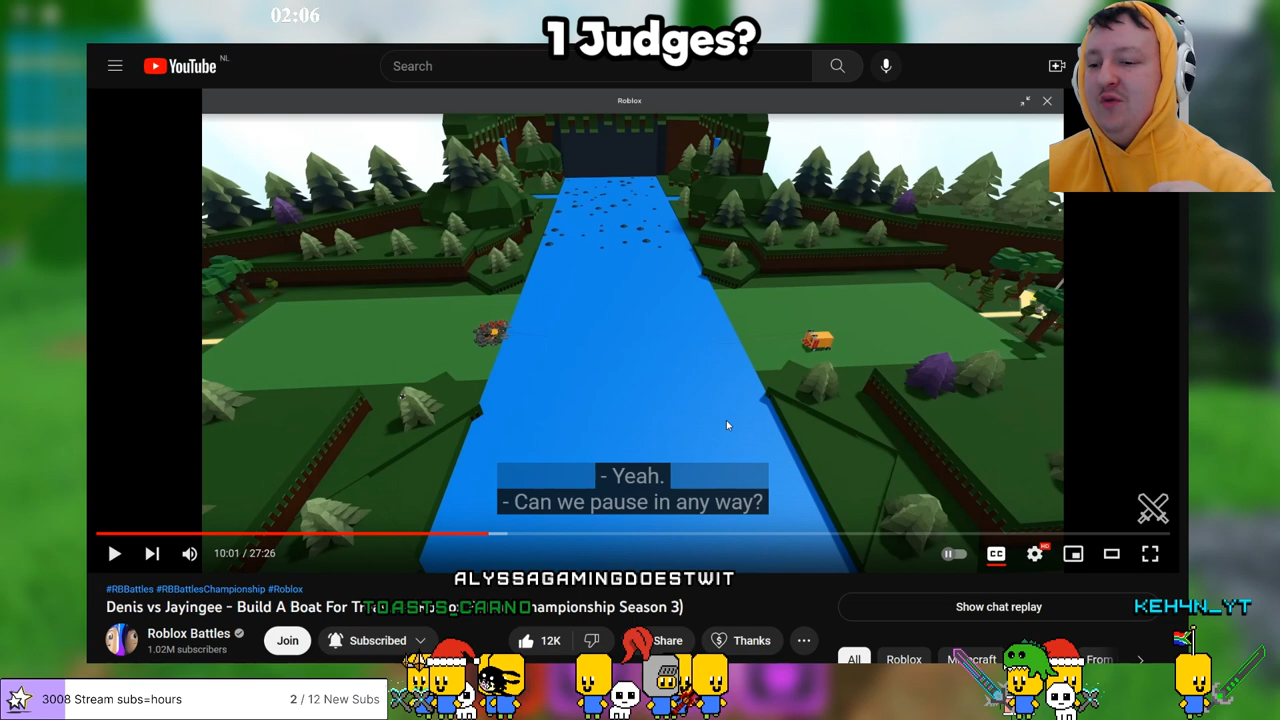 02:06
1 Judges?
YouTube NL
Search
Roblox
- Yeah.
- Can we pause in any way?
10:01 / 27:26
CC
HD
#RBBattles #RBBattlesChampionship #Roblox
ALYSSAGAMINGDOESTWIT
Denis vs Jayingee - Build A Boat For Championship Season 3)
TOASTS_CARNO
Show chat replay
KEH4N_YT
Roblox Battles
1.02M subscribers
Join
Subscribed
12K
Share
Thanks
All
Roblox
From
3008 Stream subs=hours
2 / 12 New Subs